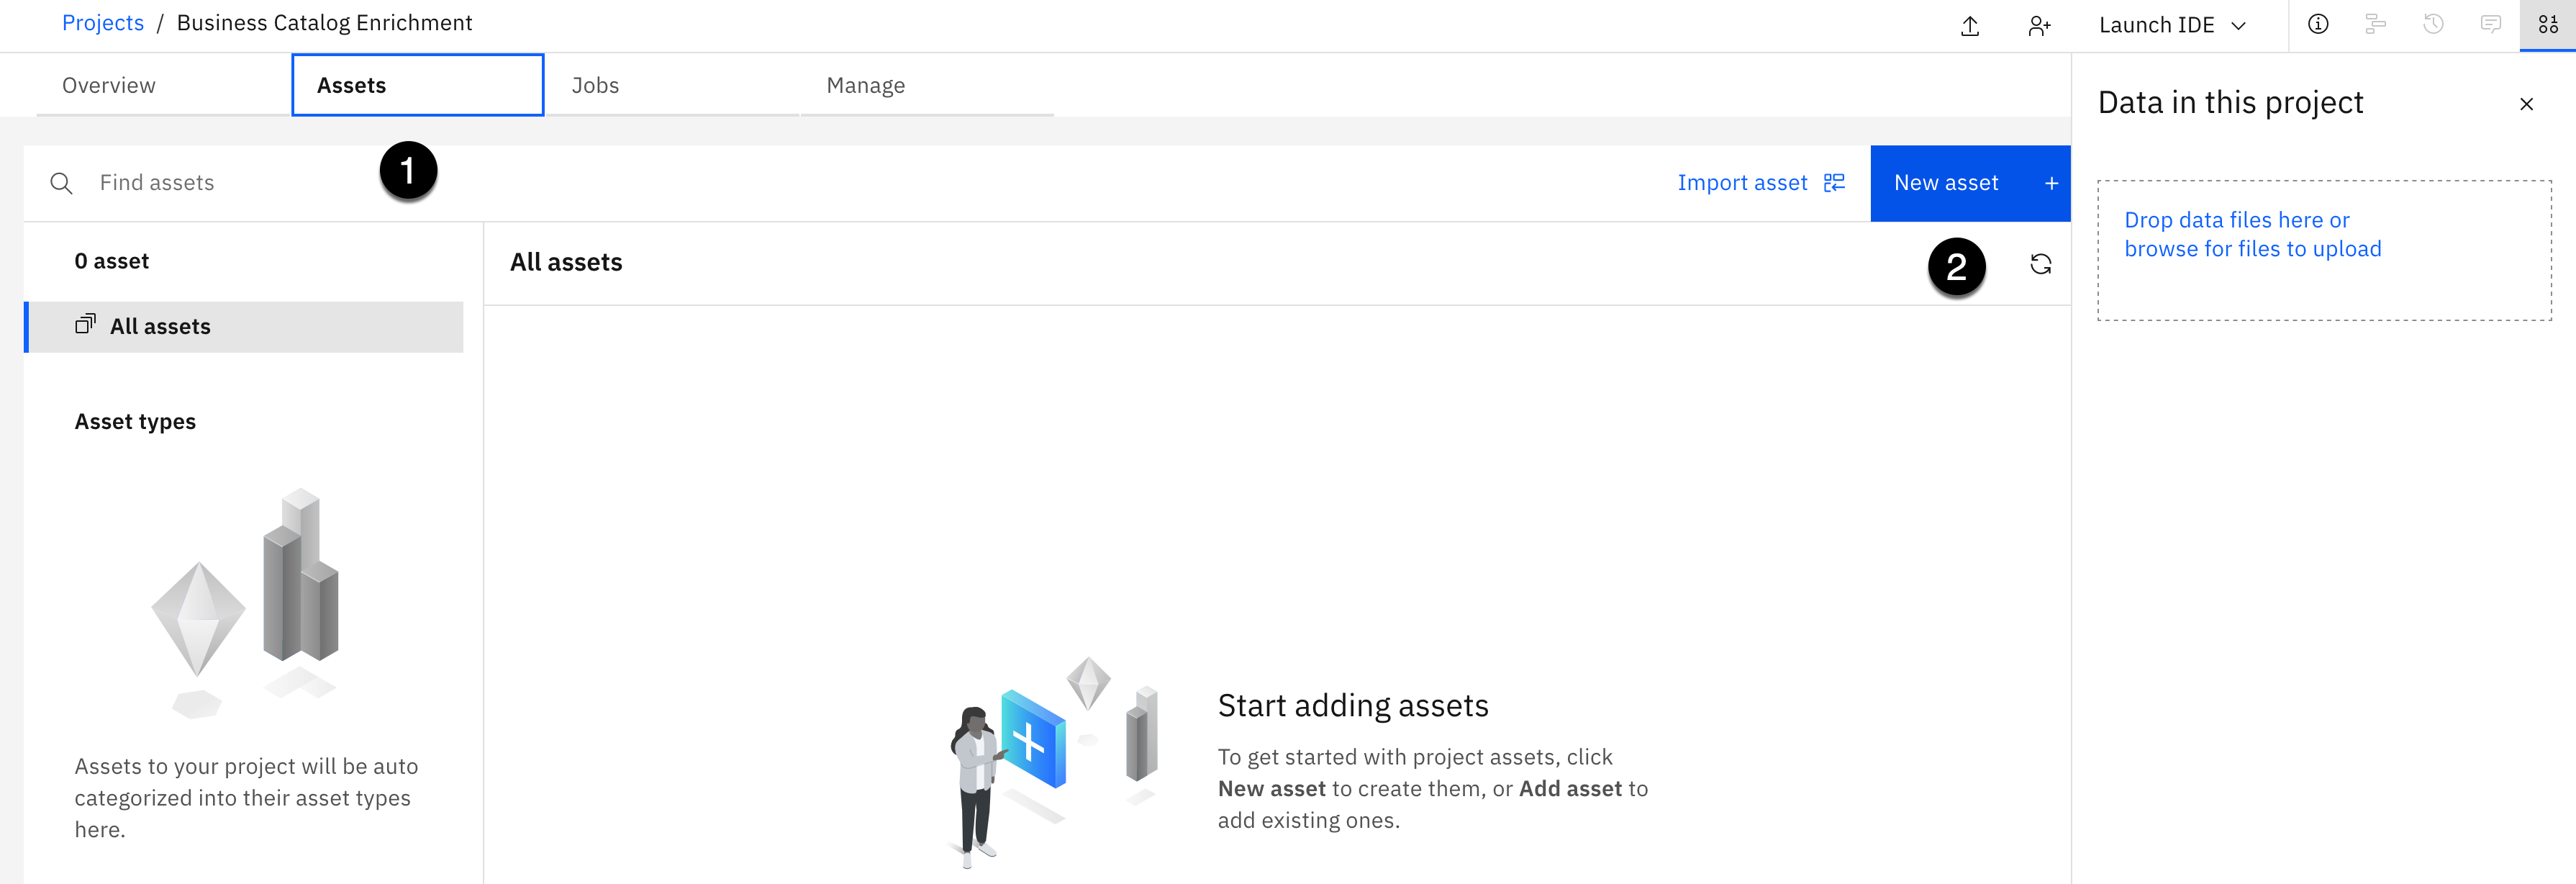 Projects / Business Catalog Enrichment
Launch IDE
Overview
Assets
Jobs
Manage
Data in this project
1
Find assets
Import asset
New asset +
Drop data files here or
browse for files to upload
0 asset
All assets
2
All assets
Asset types
Assets to your project will be auto
categorized into their asset types
here.
Start adding assets
To get started with project assets, click
New asset to create them, or Add asset to
add existing ones.